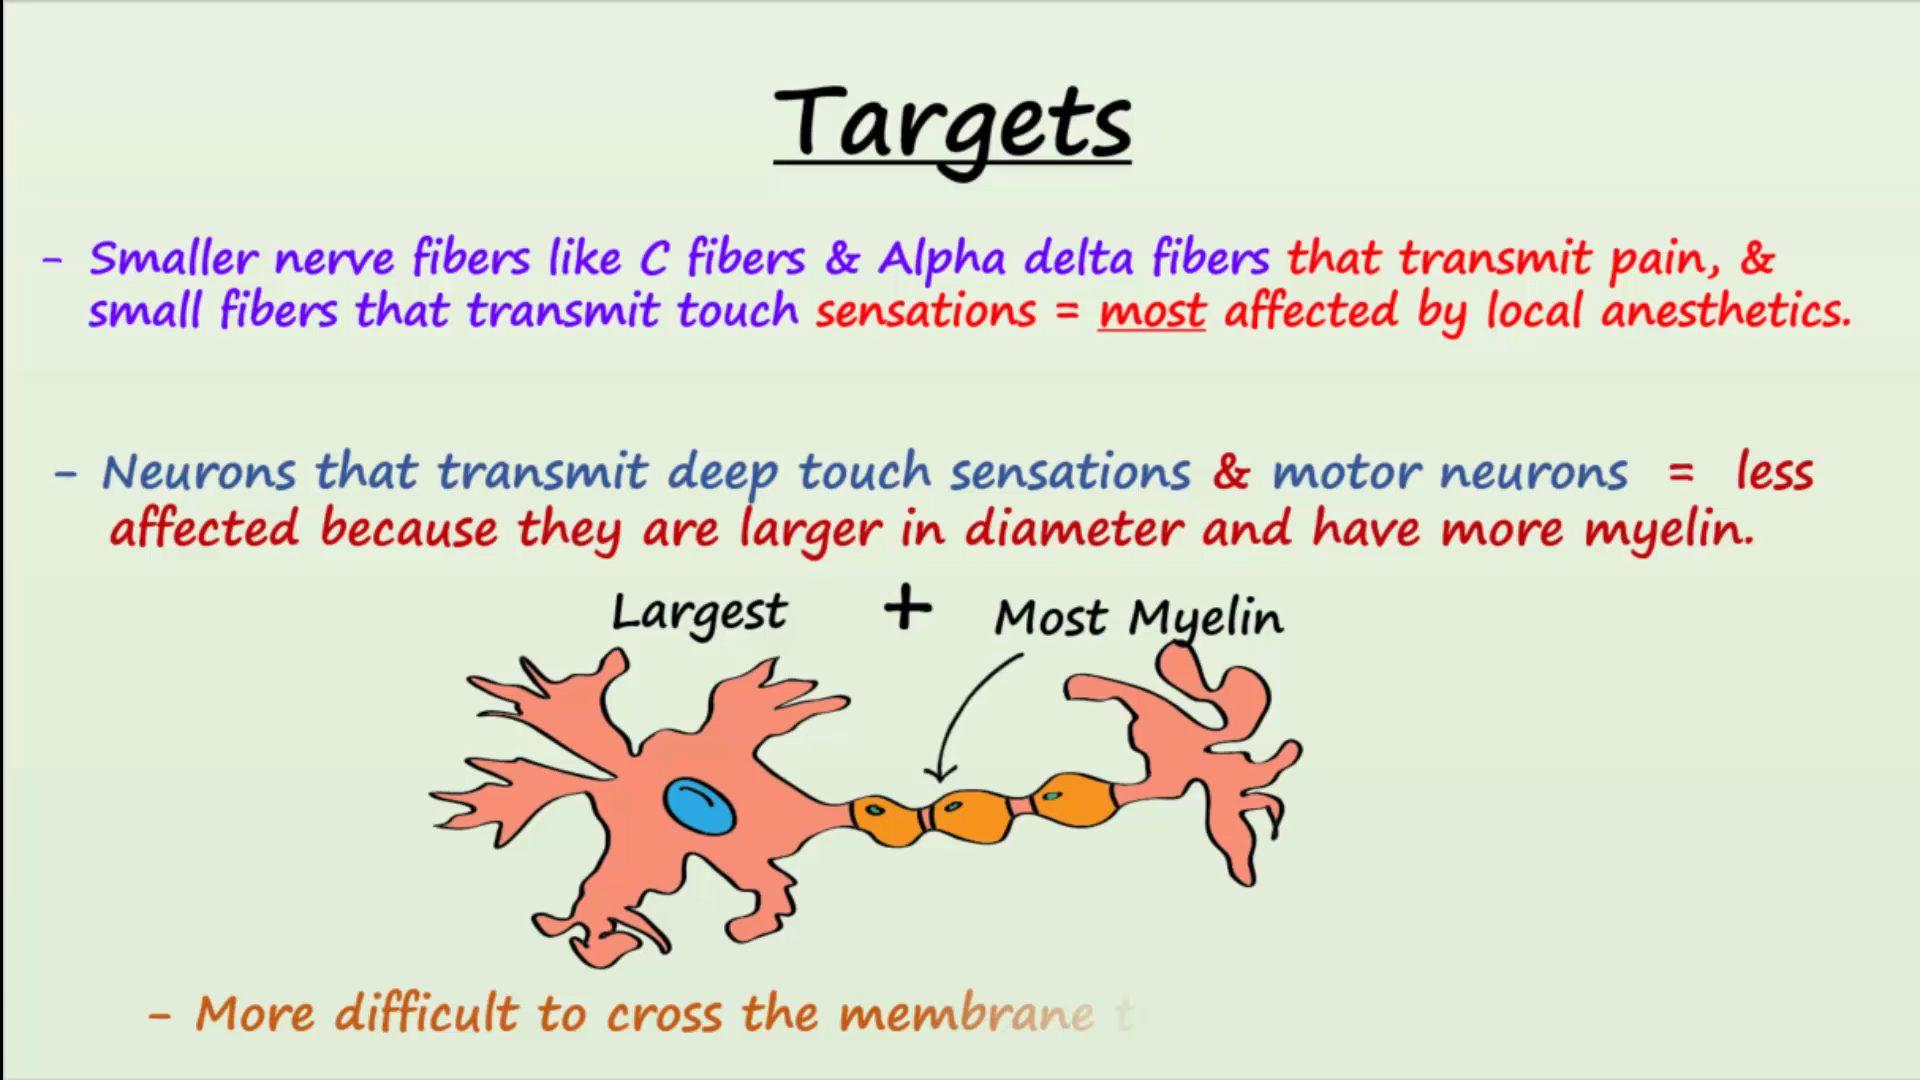 Targets
- Smaller nerve fibers like C fibers & Alpha delta fibers that transmit pain, &
small fibers that transmit touch sensations = most affected by local anesthetics.
- Neurons that transmit deep touch sensations & motor neurons = less
affected because they are larger in diameter and have more myelin.
Largest + Most Myelin
- More difficult to cross the membrane t